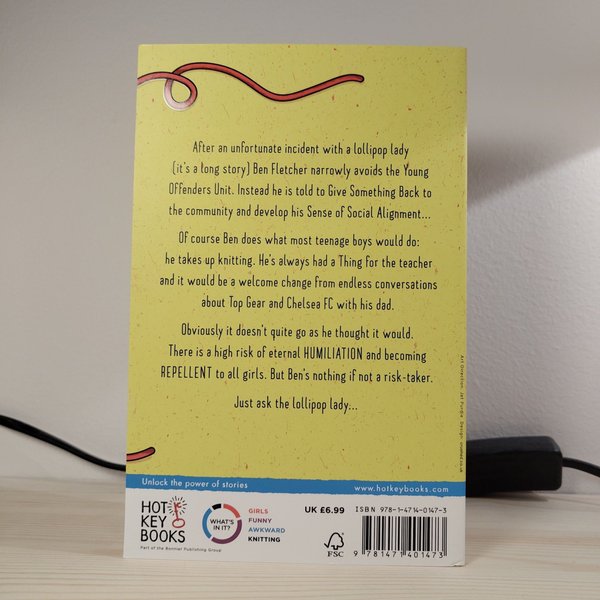 After an unfortunate incident with a lollipop lady
(it's a long story) Ben Fletcher narrowly avoids the Young
Offenders Unit. Instead he is told to Give Something Back to
the community and develop his Sense of Social Alignment...
Of course Ben does what most teenage boys would do:
he takes up knitting. He's always had a Thing for the teacher
and it would be a welcome change from endless conversations
about Top Gear and Chelsea FC with his dad.
Obviously it doesn't quite go as he thought it would.
There is a high risk of eternal HUMILIATION and becoming
REPELLENT to all girls. But Ben's nothing if not a risk-taker.
Just ask the lollipop lady...
Art Direction: Jet Purdie Design:
Unlock the power of stories
www.hotkeybooks.com
HOT
KEY
BOOKS
Part of the Bonnier Publishing Group
WHAT'S
IN IT?
GIRLS
FUNNY
AWKWARD
KNITTING
UK £6.99
FSC
ISBN 978-1-4714-0147-3
9 781471 401473